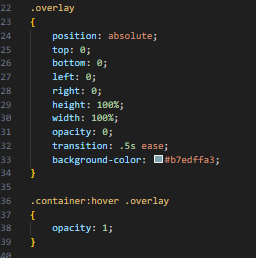 22 .overlay
23 {
24 position: absolute;
25 top: 0;
26 bottom: 0;
27 left: 0;
28 right: 0;
29 height: 100%;
30 width: 100%;
31 opacity: 0;
32 transition: .5s ease;
33 background-color: #b7edffa3;
34 }
35
36 .container:hover .overlay
37 {
38 opacity: 1;
39 }